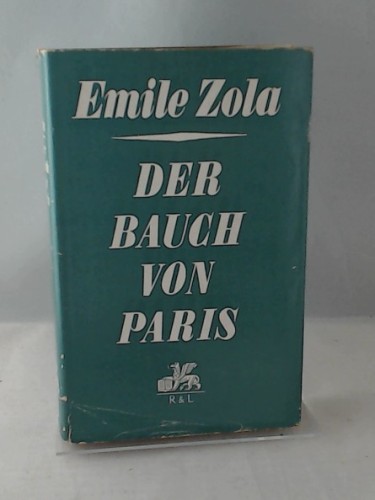 Emile Zola
DER
BAUCH
VON
PARIS
R & L